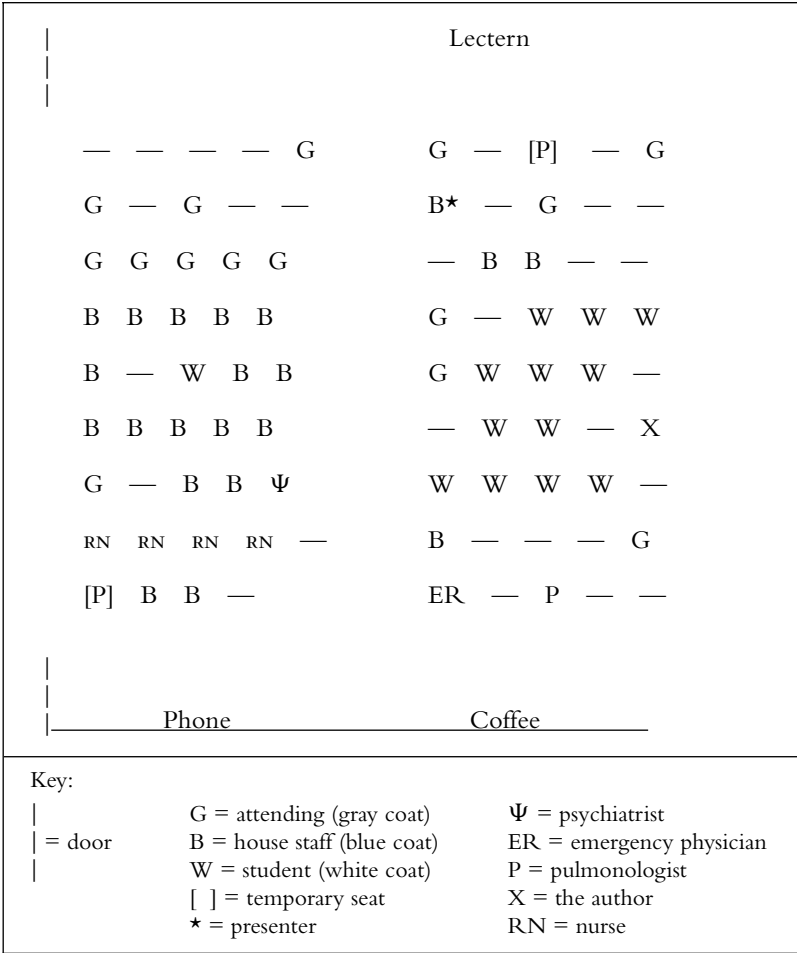 |
|
|
Lectern
— — — — G G — [P] — G
G — G — — B★ — G — —
G G G G G — B B — —
B B B B B G — W W W
B — W B B G W W W —
B B B B B — W W — X
G — B B Ψ W W W W —
RN RN RN RN — B — — — G
[P] B B — ER — P — —
|
|
|
Phone Coffee
Key:
| G = attending (gray coat) Ψ = psychiatrist
| = door B = house staff (blue coat) ER = emergency physician
| W = student (white coat) P = pulmonologist
[ ] = temporary seat X = the author
★ = presenter RN = nurse